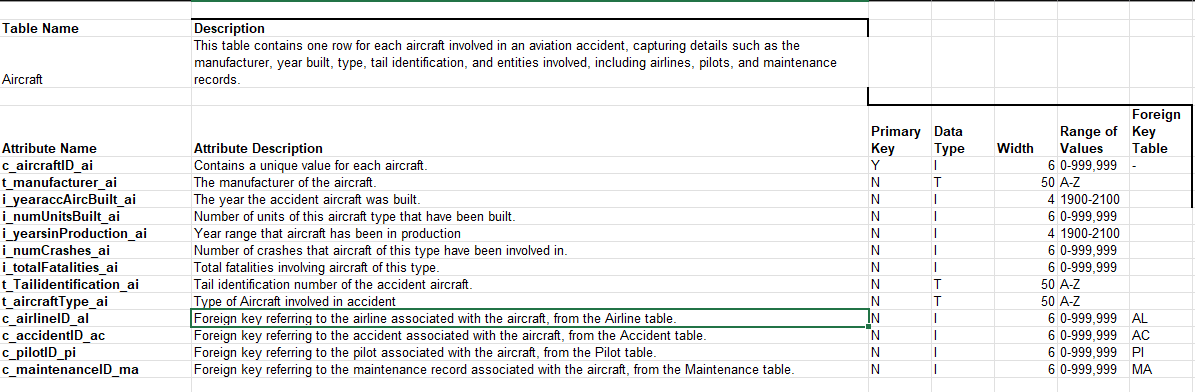 Table Name Description
This table contains one row for each aircraft involved in an aviation accident, capturing details such as the
manufacturer, year built, type, tail identification, and entities involved, including airlines, pilots, and maintenance
Aircraft records.
Foreign
Primary Data Range of Key
Attribute Name Attribute Description Key Type Width Values Table
c_aircraftID_ai Contains a unique value for each aircraft. Y I 6 0-999,999 -
t_manufacturer_ai The manufacturer of the aircraft. N T 50 A-Z
i_yearaccAircBuilt_ai The year the accident aircraft was built. N I 4 1900-2100
i_numUnitsBuilt_ai Number of units of this aircraft type that have been built. N I 6 0-999,999
i_yearsinProduction_ai Year range that aircraft has been in production N I 4 1900-2100
i_numCrashes_ai Number of crashes that aircraft of this type have been involved in. N I 6 0-999,999
i_totalFatalities_ai Total fatalities involving aircraft of this type. N I 6 0-999,999
t_Tailidentification_ai Tail identification number of the accident aircraft. N T 50 A-Z
t_aircraftType_ai Type of Aircraft involved in accident N T 50 A-Z
c_airlineID_al Foreign key referring to the airline associated with the aircraft, from the Airline table. N I 6 0-999,999 AL
c_accidentID_ac Foreign key referring to the accident associated with the aircraft, from the Accident table. N I 6 0-999,999 AC
c_pilotID_pi Foreign key referring to the pilot associated with the aircraft, from the Pilot table. N I 6 0-999,999 PI
c_maintenanceID_ma Foreign key referring to the maintenance record associated with the aircraft, from the Maintenance table. N I 6 0-999,999 MA